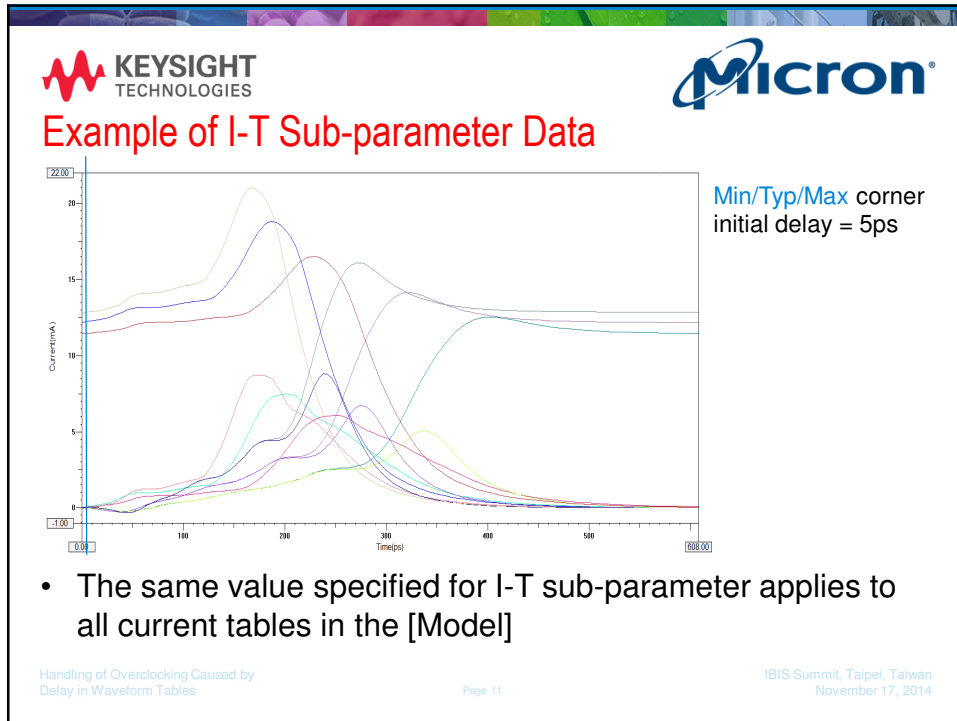 KEYSIGHT
TECHNOLOGIES
Micron
Example of I-T Sub-parameter Data
22.00
20
15
10
5
0
-1.00
Current(mA)
0.00
100
200
300
400
500
608.00
Time(ps)
Min/Typ/Max corner
initial delay = 5ps
• The same value specified for I-T sub-parameter applies to
all current tables in the [Model]
Handling of Overclocking Caused by
Delay in Waveform Tables
Page 11
IBIS Summit, Taipei, Taiwan
November 17, 2014